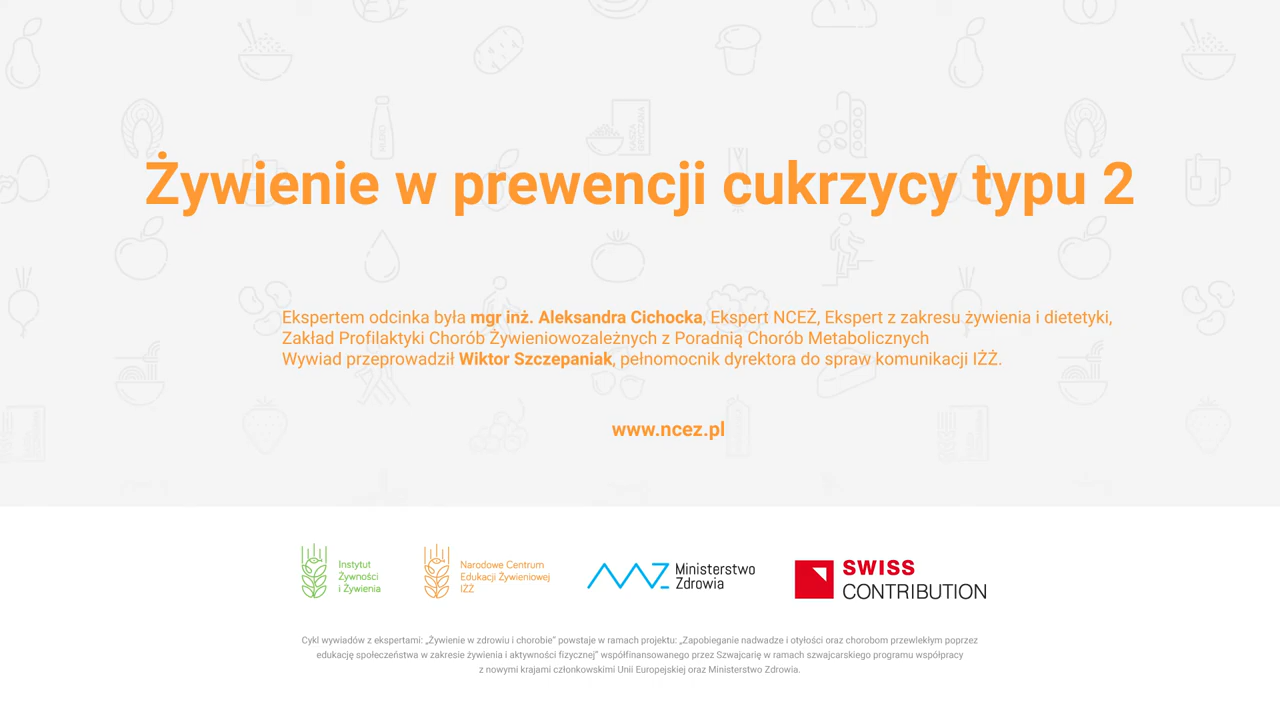 Żywienie w prewencji cukrzycy typu 2
Ekspertem odcinka była mgr inż. Aleksandra Cichocka, Ekspert NCEŻ, Ekspert z zakresu żywienia i dietetyki,
Zakład Profilaktyki Chorób Żywieniowozależnych z Poradnią Chorób Metabolicznych
Wywiad przeprowadził Wiktor Szczepaniak, pełnomocnik dyrektora do spraw komunikacji IŻŻ.
www.ncez.pl
Instytut
Żywności
i Żywienia
Narodowe Centrum
Edukacji Żywieniowej
IŻŻ
Ministerstwo
Zdrowia
SWISS
CONTRIBUTION
Cykl wywiadów z ekspertami: „Żywienie w zdrowiu i chorobie” powstaje w ramach projektu: „Zapobieganie nadwadze i otyłości oraz chorobom przewlekłym poprzez
edukację społeczeństwa w zakresie żywienia i aktywności fizycznej” współfinansowanego przez Szwajcarię w ramach szwajcarskiego programu współpracy
z nowymi krajami członkowskimi Unii Europejskiej oraz Ministerstwo Zdrowia.